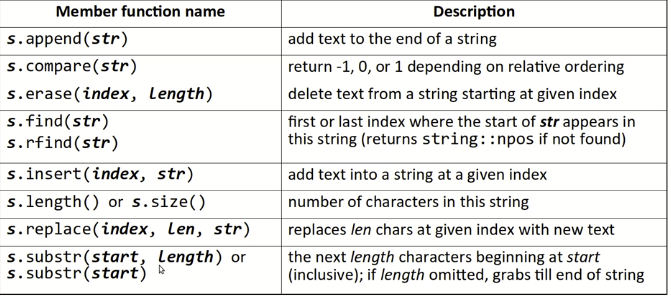 Member function name Description
s.append(str) add text to the end of a string
s.compare(str) return -1, 0, or 1 depending on relative ordering
s.erase(index, length) delete text from a string starting at given index
s.find(str) first or last index where the start of str appears in
s.rfind(str) this string (returns string::npos if not found)
s.insert(index, str) add text into a string at a given index
s.length() or s.size() number of characters in this string
s.replace(index, len, str) replaces len chars at given index with new text
s.substr(start, length) or the next length characters beginning at start
s.substr(start) (inclusive); if length omitted, grabs till end of string